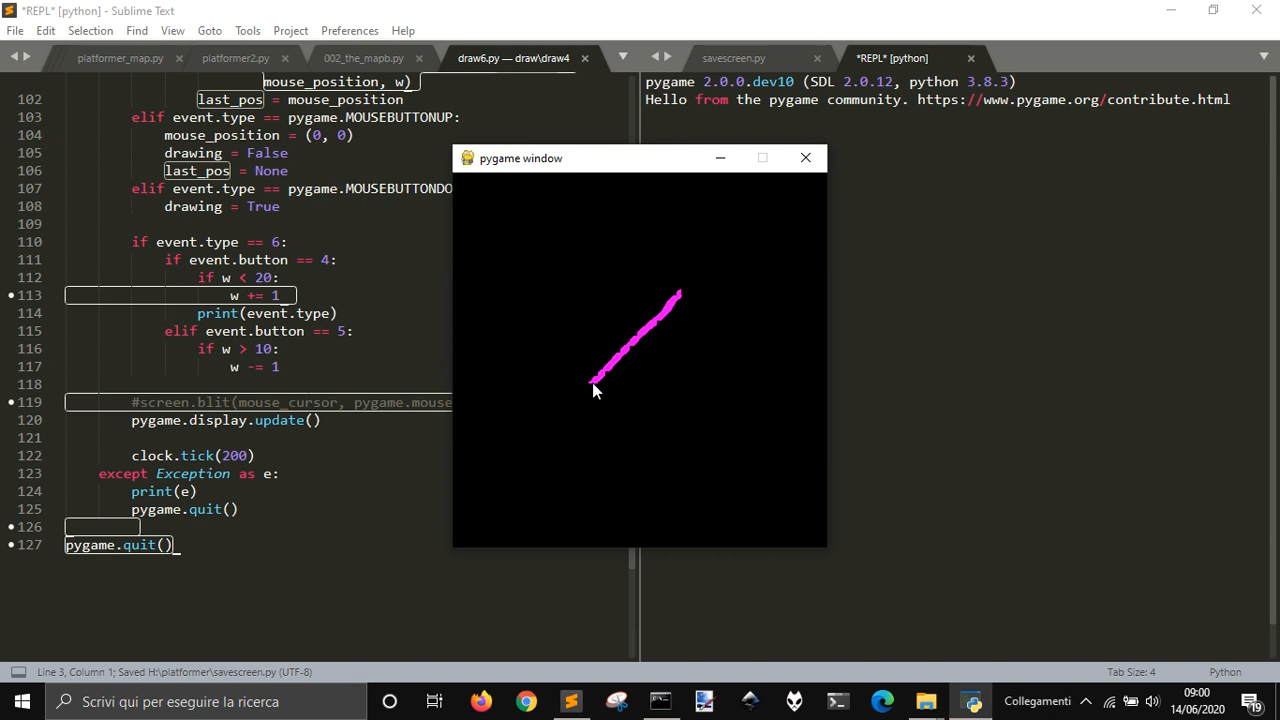 *REPL* [python] - Sublime Text
File Edit Selection Find View Goto Tools Project Preferences Help
platformer_map.py platformer2.py 002_the_mapb.py draw6.py — draw\draw4 savescreen.py *REPL* [python]
mouse_position, w)
102 last_pos = mouse_position
103 elif event.type == pygame.MOUSEBUTTONUP:
104 mouse_position = (0, 0)
105 drawing = False
106 last_pos = None
107 elif event.type == pygame.MOUSEBUTTONDO
108 drawing = True
109
110 if event.type == 6:
111 if event.button == 4:
112 if w < 20:
113 w += 1
114 print(event.type)
115 elif event.button == 5:
116 if w > 10:
117 w -= 1
118
119 #screen.blit(mouse_cursor, pygame.mouse
120 pygame.display.update()
121
122 clock.tick(200)
123 except Exception as e:
124 print(e)
125 pygame.quit()
126
127 pygame.quit()
pygame 2.0.0.dev10 (SDL 2.0.12, python 3.8.3)
Hello from the pygame community. https://www.pygame.org/contribute.html
pygame window
Line 3, Column 1; Saved H:\platformer\savescreen.py (UTF-8) Tab Size: 4 Python
Scrivi qui per eseguire la ricerca
Collegamenti
09:00
14/06/2020
19